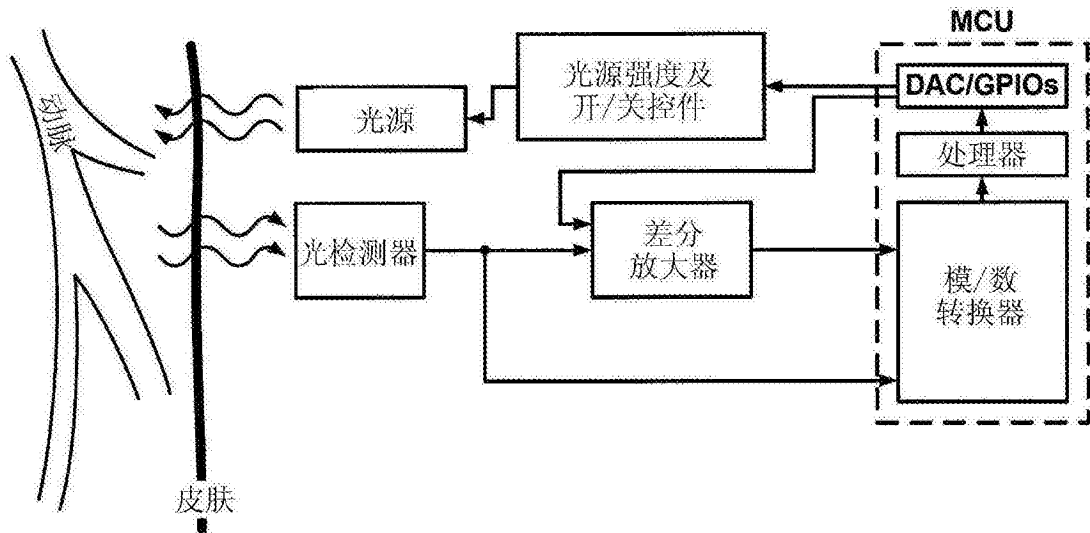 MCU
动脉
光源
光源强度及
开/关控件
DAC/GPIOs
处理器
光检测器
差分
放大器
模/数
转换器
皮肤